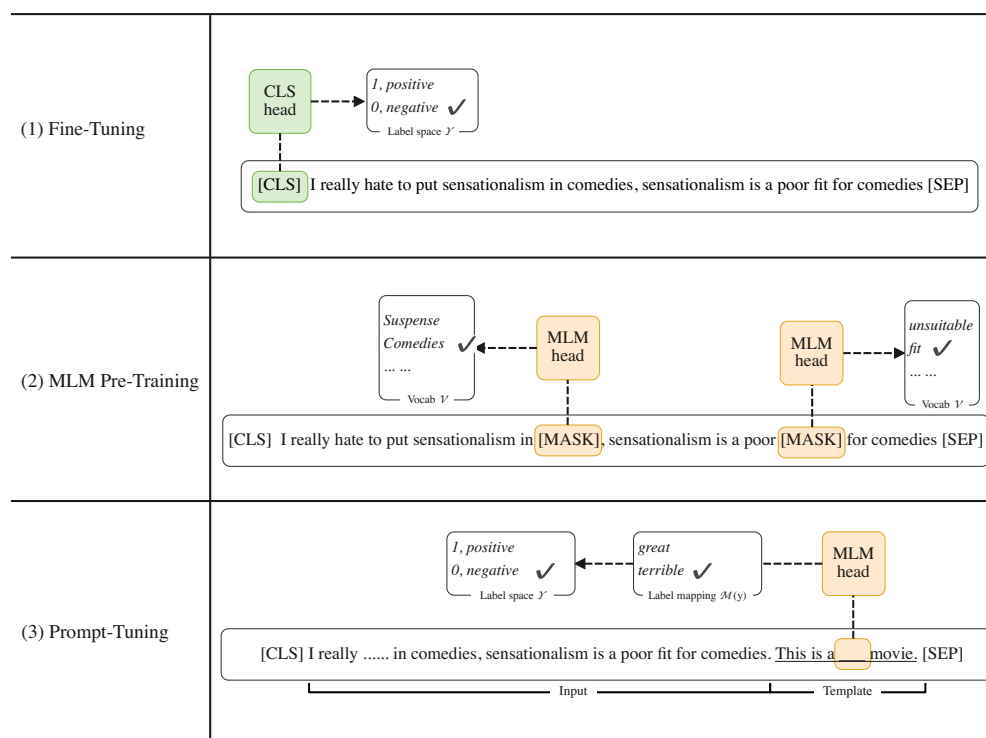 (1) Fine-Tuning
CLS
head
1, positive
0, negative ✓
Label space 𝒴
[CLS] I really hate to put sensationalism in comedies, sensationalism is a poor fit for comedies [SEP]
(2) MLM Pre-Training
Suspense
Comedies ✓
... ...
Vocab 𝒱
MLM
head
MLM
head
unsuitable
fit ✓
... ...
Vocab 𝒱
[CLS] I really hate to put sensationalism in [MASK], sensationalism is a poor [MASK] for comedies [SEP]
(3) Prompt-Tuning
1, positive
0, negative ✓
Label space 𝒴
great
terrible ✓
Label mapping ℳ(y)
MLM
head
[CLS] I really ...... in comedies, sensationalism is a poor fit for comedies. This is a ___ movie. [SEP]
Input
Template